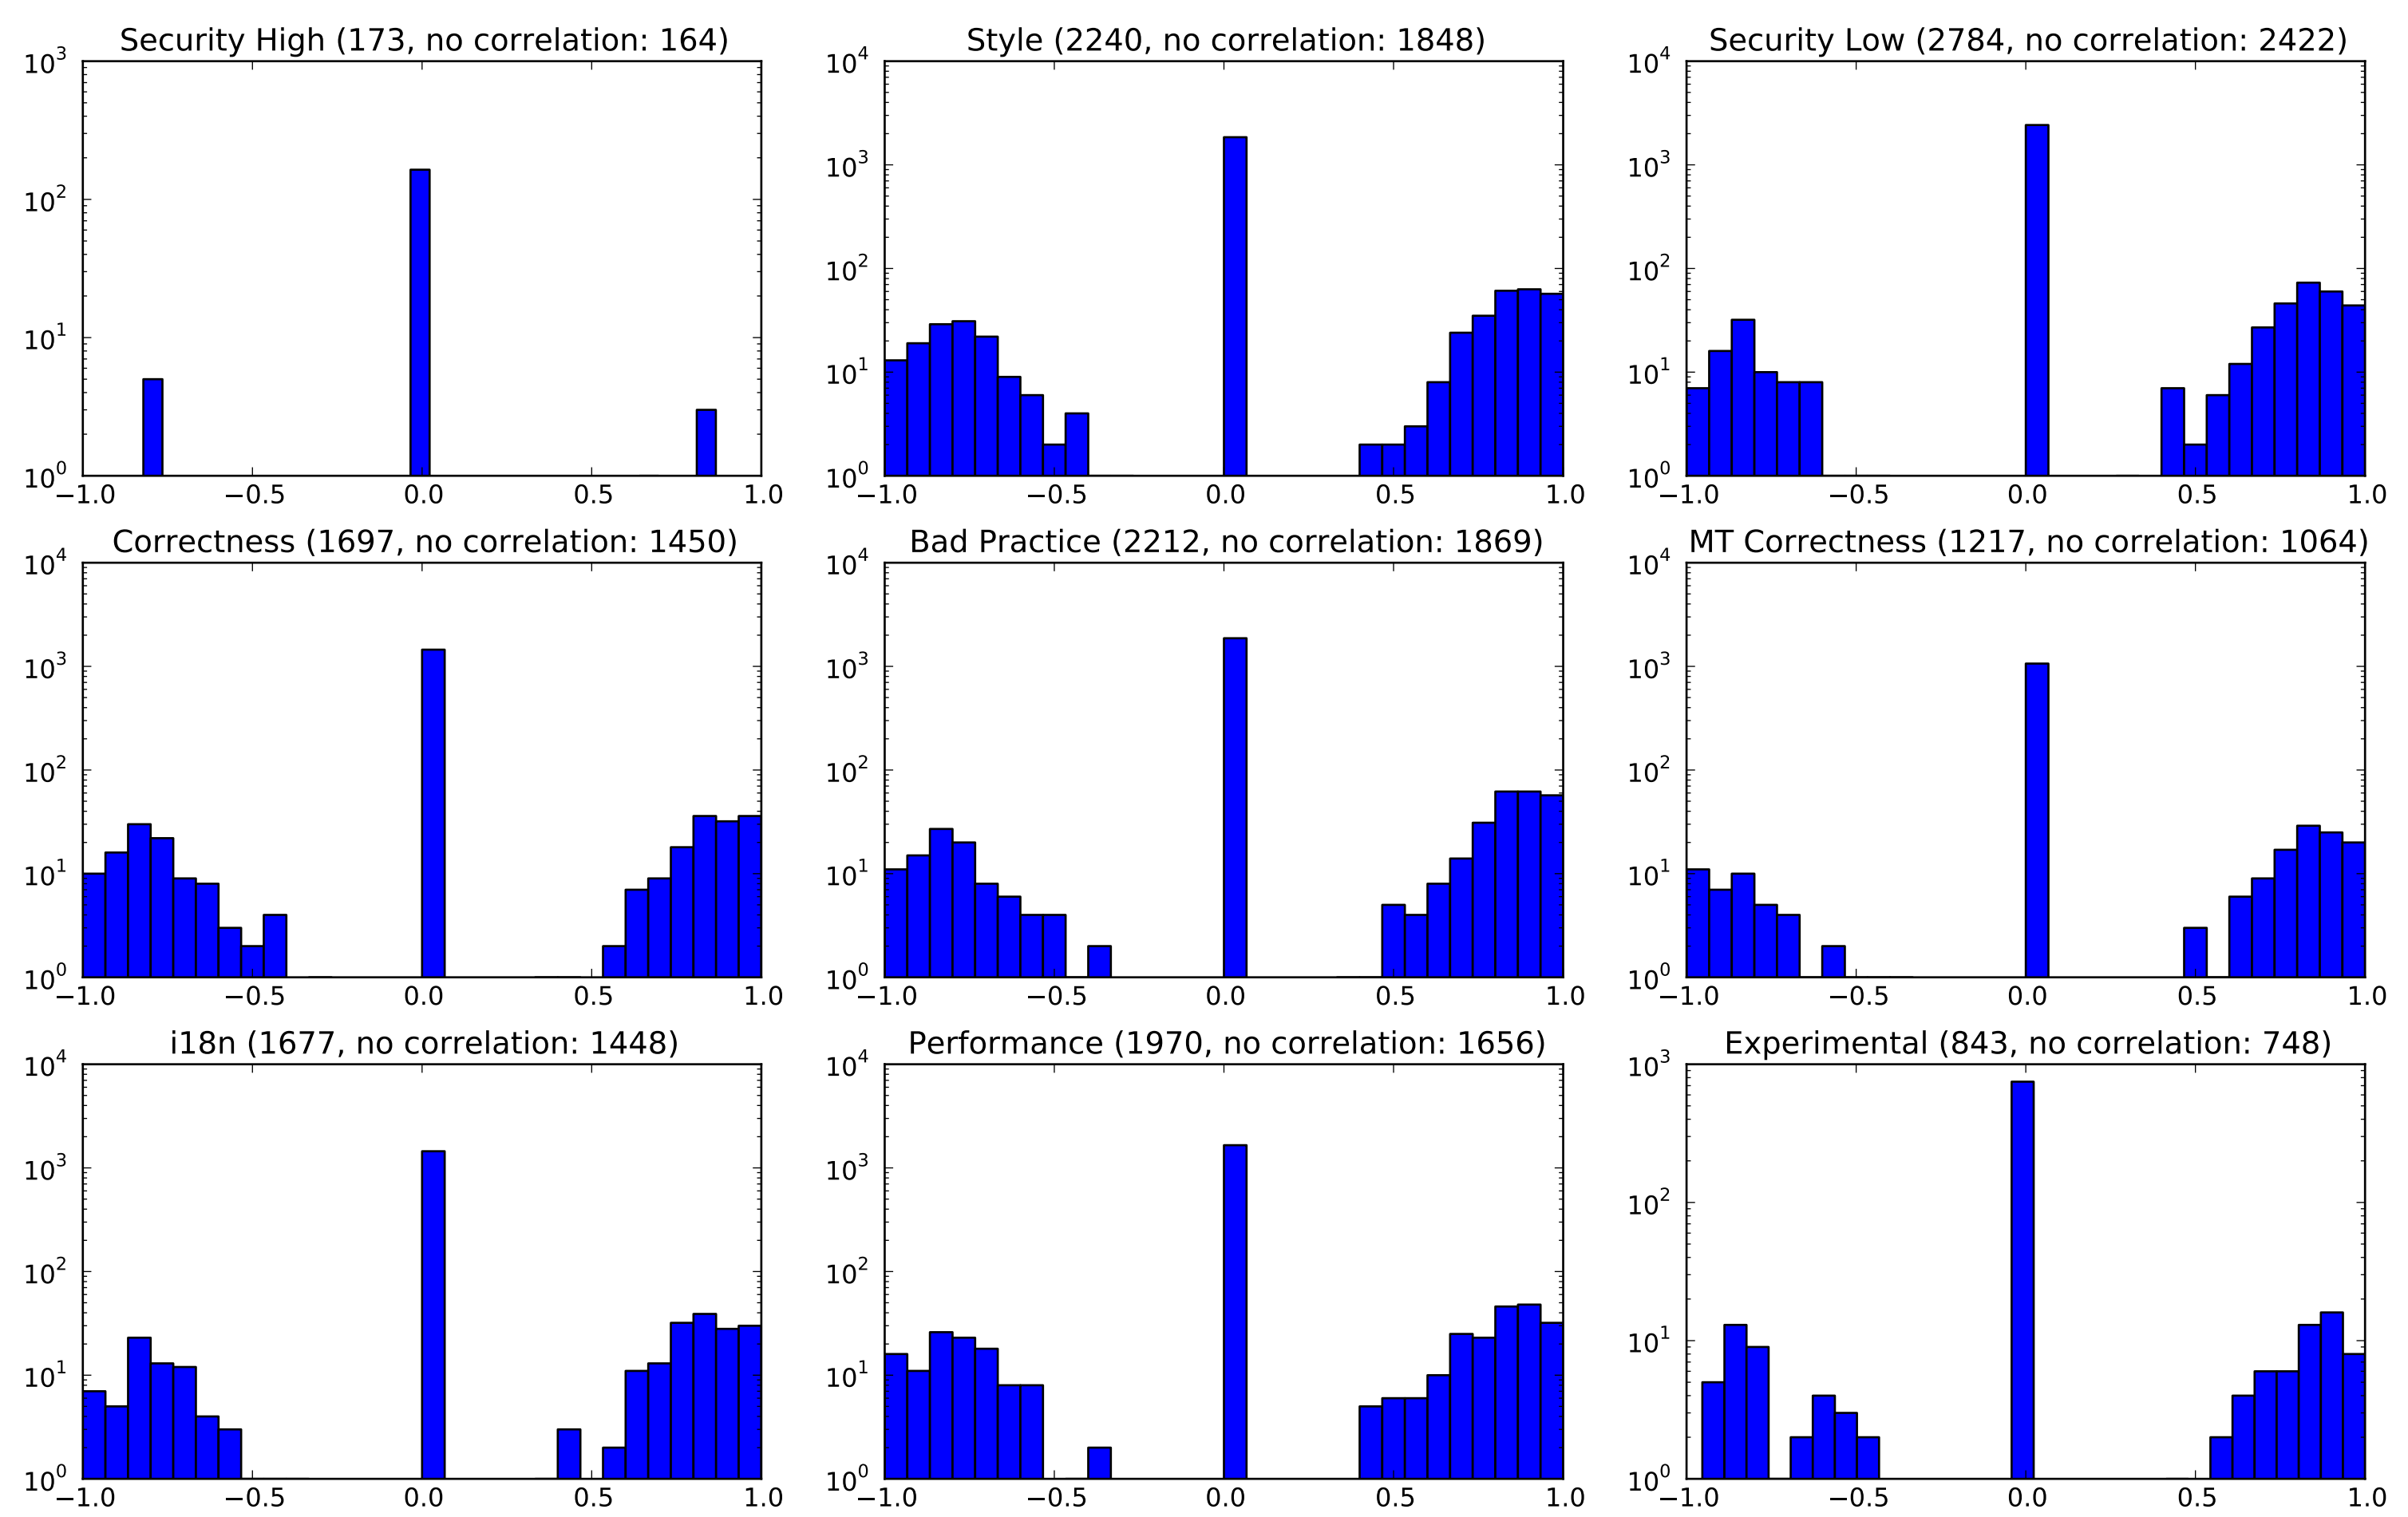 Security High (173, no correlation: 164)
Style (2240, no correlation: 1848)
Security Low (2784, no correlation: 2422)
10³
10²
10¹
10⁰
−1.0 −0.5 0.0 0.5 1.0
10⁴
10³
10²
10¹
10⁰
−1.0 −0.5 0.0 0.5 1.0
10⁴
10³
10²
10¹
10⁰
−1.0 −0.5 0.0 0.5 1.0
Correctness (1697, no correlation: 1450)
Bad Practice (2212, no correlation: 1869)
MT Correctness (1217, no correlation: 1064)
10⁴
10³
10²
10¹
10⁰
−1.0 −0.5 0.0 0.5 1.0
10⁴
10³
10²
10¹
10⁰
−1.0 −0.5 0.0 0.5 1.0
10⁴
10³
10²
10¹
10⁰
−1.0 −0.5 0.0 0.5 1.0
i18n (1677, no correlation: 1448)
Performance (1970, no correlation: 1656)
Experimental (843, no correlation: 748)
10⁴
10³
10²
10¹
10⁰
−1.0 −0.5 0.0 0.5 1.0
10⁴
10³
10²
10¹
10⁰
−1.0 −0.5 0.0 0.5 1.0
10³
10²
10¹
10⁰
−1.0 −0.5 0.0 0.5 1.0